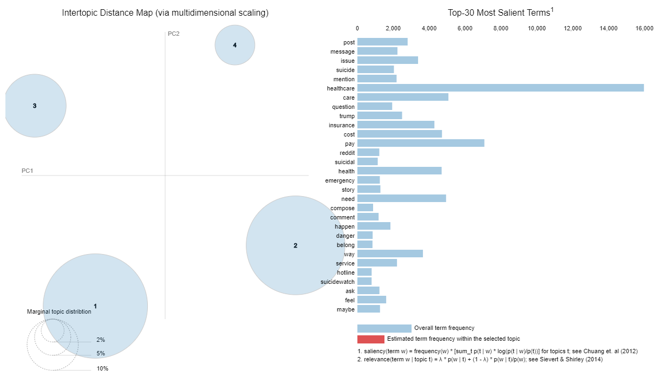 Intertopic Distance Map (via multidimensional scaling)
PC2
PC1
4
3
2
1
Marginal topic distribtion
2%
5%
10%
Top-30 Most Salient Terms1
0
2,000
4,000
6,000
8,000
10,000
12,000
14,000
16,000
post
message
issue
suicide
mention
healthcare
care
question
trump
insurance
cost
pay
reddit
suicidal
health
emergency
story
need
compose
comment
happen
danger
belong
way
service
hotline
suicidewatch
ask
feel
maybe
Overall term frequency
Estimated term frequency within the selected topic
1. saliency(term w) = frequency(w) * [sum_t p(t | w) * log(p(t | w)/p(t))] for topics t; see Chuang et. al (2012)
2. relevance(term w | topic t) = λ * p(w | t) + (1 - λ) * p(w | t)/p(w); see Sievert & Shirley (2014)